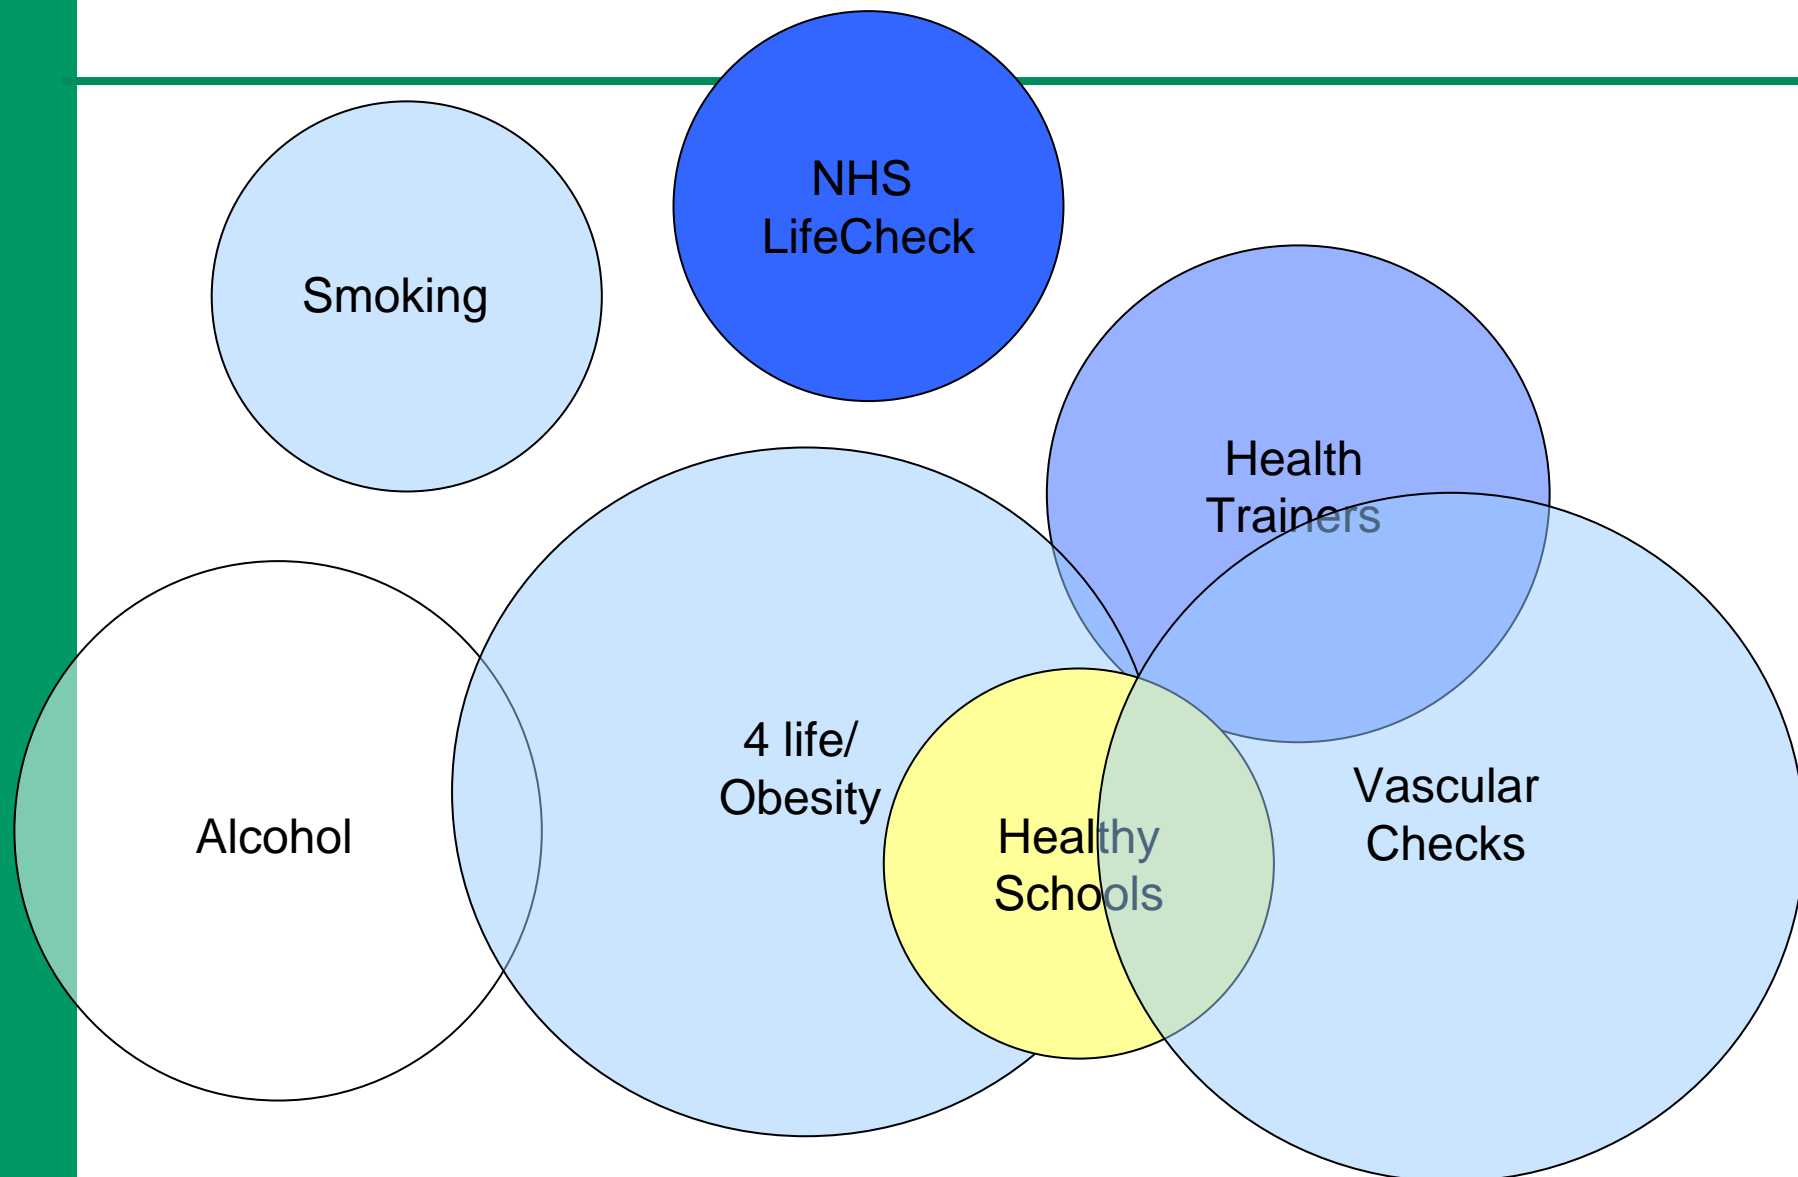 NHS
LifeCheck
Smoking
Health
Trainers
4 life/
Obesity
Vascular
Checks
Alcohol
Healthy
Schools